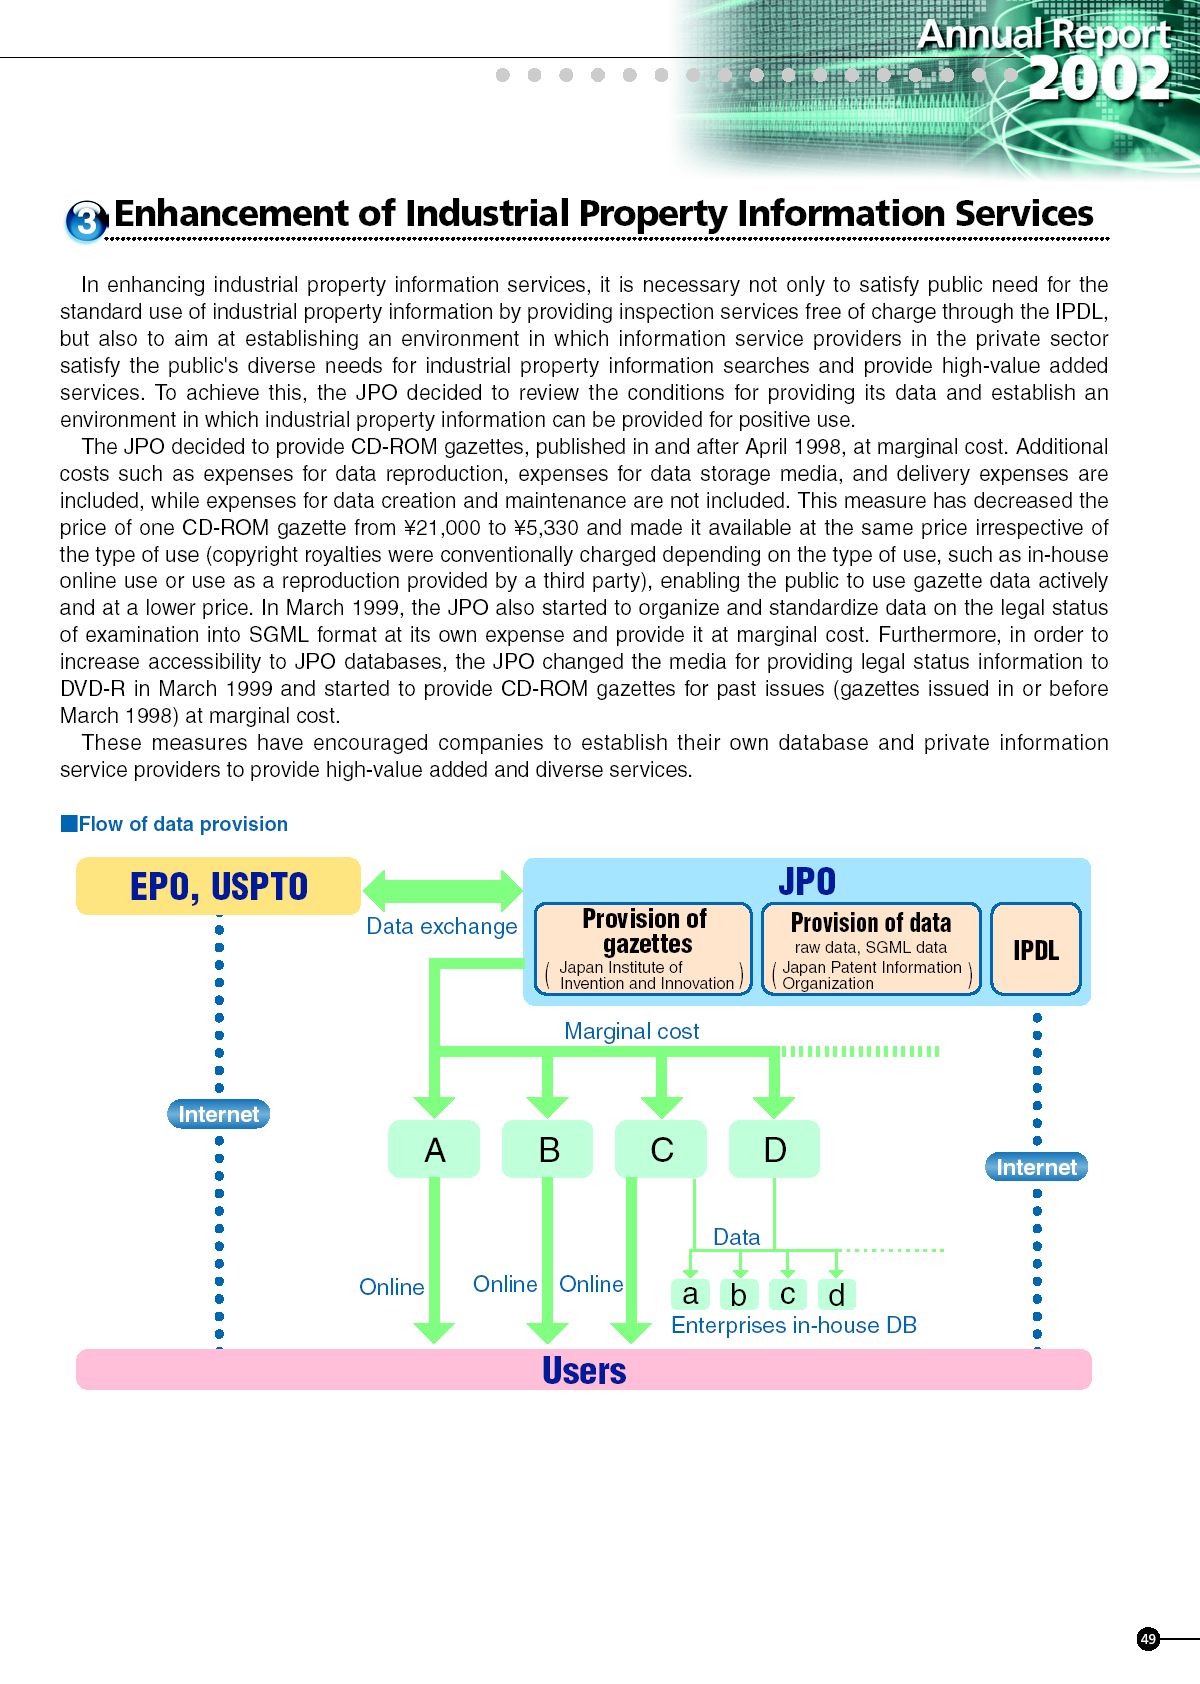 Annual Report
2002
3 Enhancement of Industrial Property Information Services
In enhancing industrial property information services, it is necessary not only to satisfy public need for the
standard use of industrial property information by providing inspection services free of charge through the IPDL,
but also to aim at establishing an environment in which information service providers in the private sector
satisfy the public's diverse needs for industrial property information searches and provide high-value added
services. To achieve this, the JPO decided to review the conditions for providing its data and establish an
environment in which industrial property information can be provided for positive use.
The JPO decided to provide CD-ROM gazettes, published in and after April 1998, at marginal cost. Additional
costs such as expenses for data reproduction, expenses for data storage media, and delivery expenses are
included, while expenses for data creation and maintenance are not included. This measure has decreased the
price of one CD-ROM gazette from ¥21,000 to ¥5,330 and made it available at the same price irrespective of
the type of use (copyright royalties were conventionally charged depending on the type of use, such as in-house
online use or use as a reproduction provided by a third party), enabling the public to use gazette data actively
and at a lower price. In March 1999, the JPO also started to organize and standardize data on the legal status
of examination into SGML format at its own expense and provide it at marginal cost. Furthermore, in order to
increase accessibility to JPO databases, the JPO changed the media for providing legal status information to
DVD-R in March 1999 and started to provide CD-ROM gazettes for past issues (gazettes issued in or before
March 1998) at marginal cost.
These measures have encouraged companies to establish their own database and private information
service providers to provide high-value added and diverse services.
■Flow of data provision
EPO, USPTO
Data exchange
JPO
Provision of
gazettes
(Japan Institute of
Invention and Innovation)
Provision of data
raw data, SGML data
(Japan Patent Information
Organization)
IPDL
Marginal cost
Internet
A B C D
Internet
Data
Online Online Online
a b c d
Enterprises in-house DB
Users
49